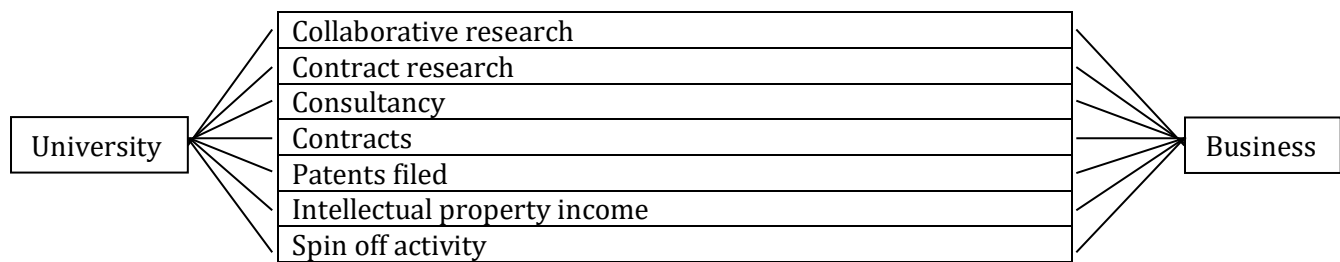 Collaborative research
Contract research
Consultancy
University
Contracts
Business
Patents filed
Intellectual property income
Spin off activity